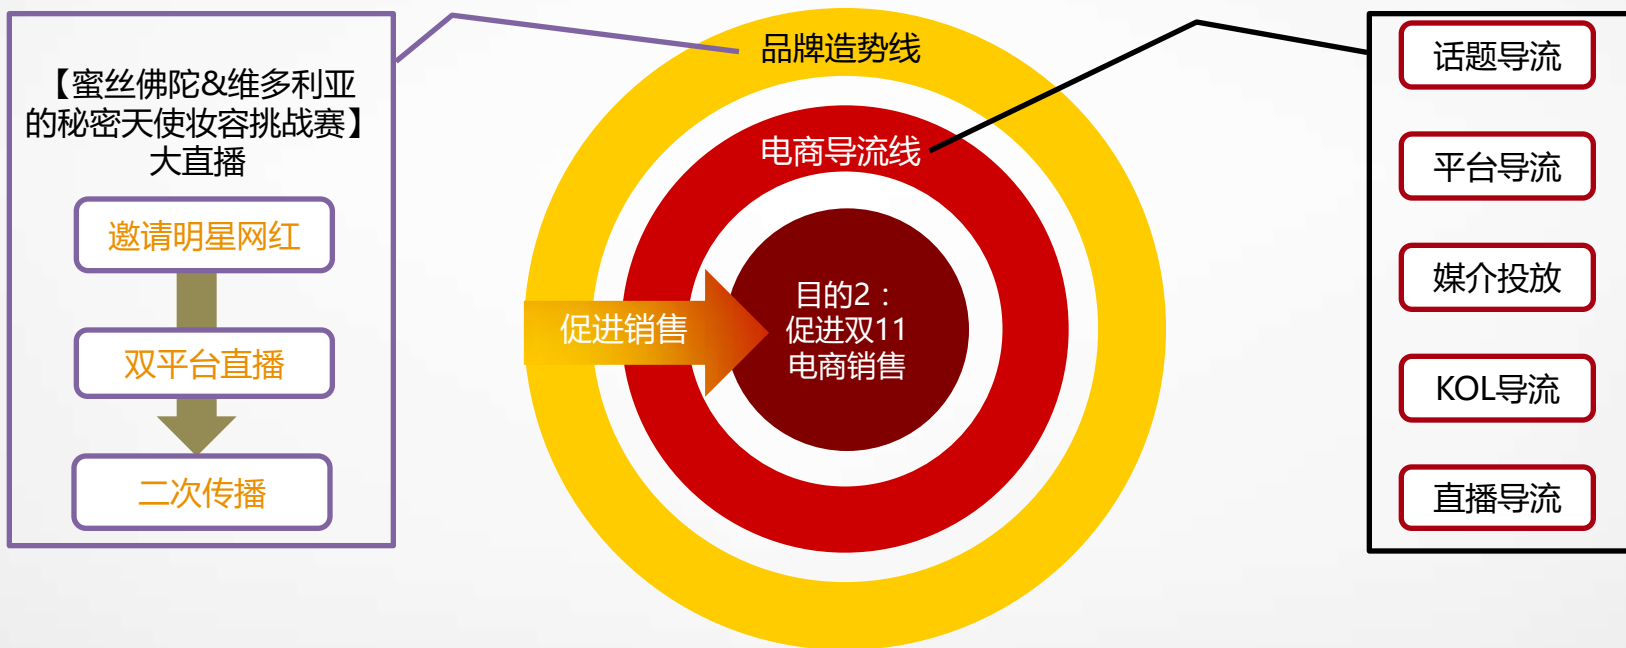 【蜜丝佛陀&维多利亚
的秘密天使妆容挑战赛】
大直播
邀请明星网红
双平台直播
二次传播
品牌造势线
电商导流线
促进销售
目的2：
促进双11
电商销售
话题导流
平台导流
媒介投放
KOL导流
直播导流